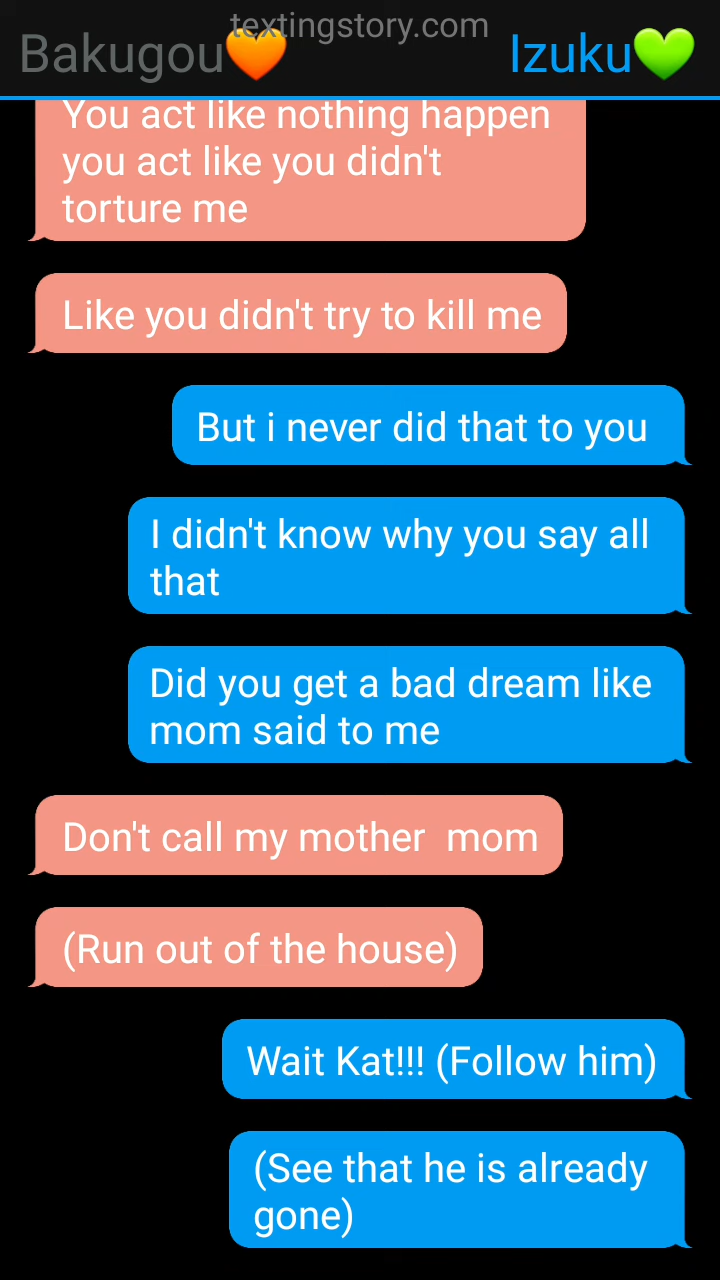 textingstory.com
Bakugou🧡 Izuku💚
You act like nothing happen
you act like you didn't
torture me
Like you didn't try to kill me
But i never did that to you
I didn't know why you say all
that
Did you get a bad dream like
mom said to me
Don't call my mother  mom
(Run out of the house)
Wait Kat!!! (Follow him)
(See that he is already
gone)